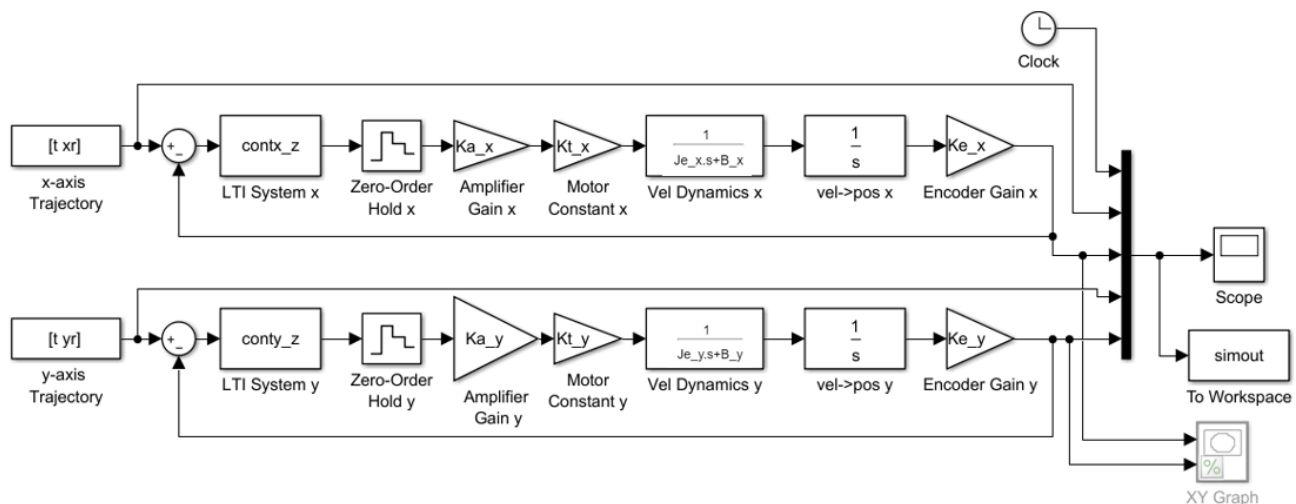 Clock
[t xr]
x-axis
Trajectory
+
_
contx_z
LTI System x
Zero-Order
Hold x
Ka_x
Amplifier
Gain x
Kt_x
Motor
Constant x
1
Je_x.s+B_x
Vel Dynamics x
1
s
vel->pos x
Ke_x
Encoder Gain x
[t yr]
y-axis
Trajectory
+
_
conty_z
LTI System y
Zero-Order
Hold y
Ka_y
Amplifier
Gain y
Kt_y
Motor
Constant y
1
Je_y.s+B_y
Vel Dynamics y
1
s
vel->pos y
Ke_y
Encoder Gain y
Scope
simout
To Workspace
%
XY Graph